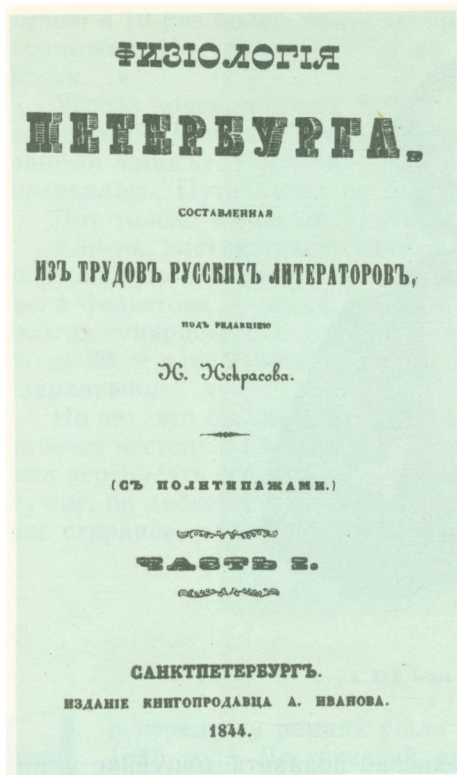 ФИЗІОЛОГІЯ
ПЕТЕРБУРГА,
СОСТАВЛЕННАЯ
ИЗЪ ТРУДОВЪ РУССКИХЪ ЛИТЕРАТОРОВЪ,
ПОДЪ РЕДАКЦІЕЮ
Н. Некрасова.
(СЪ ПОЛИТИПАЖАМИ.)
ЧАСТЬ I.
САНКТПЕТЕРБУРГЪ.
ИЗДАНІЕ КНИГОПРОДАВЦА А. ИВАНОВА.
1844.